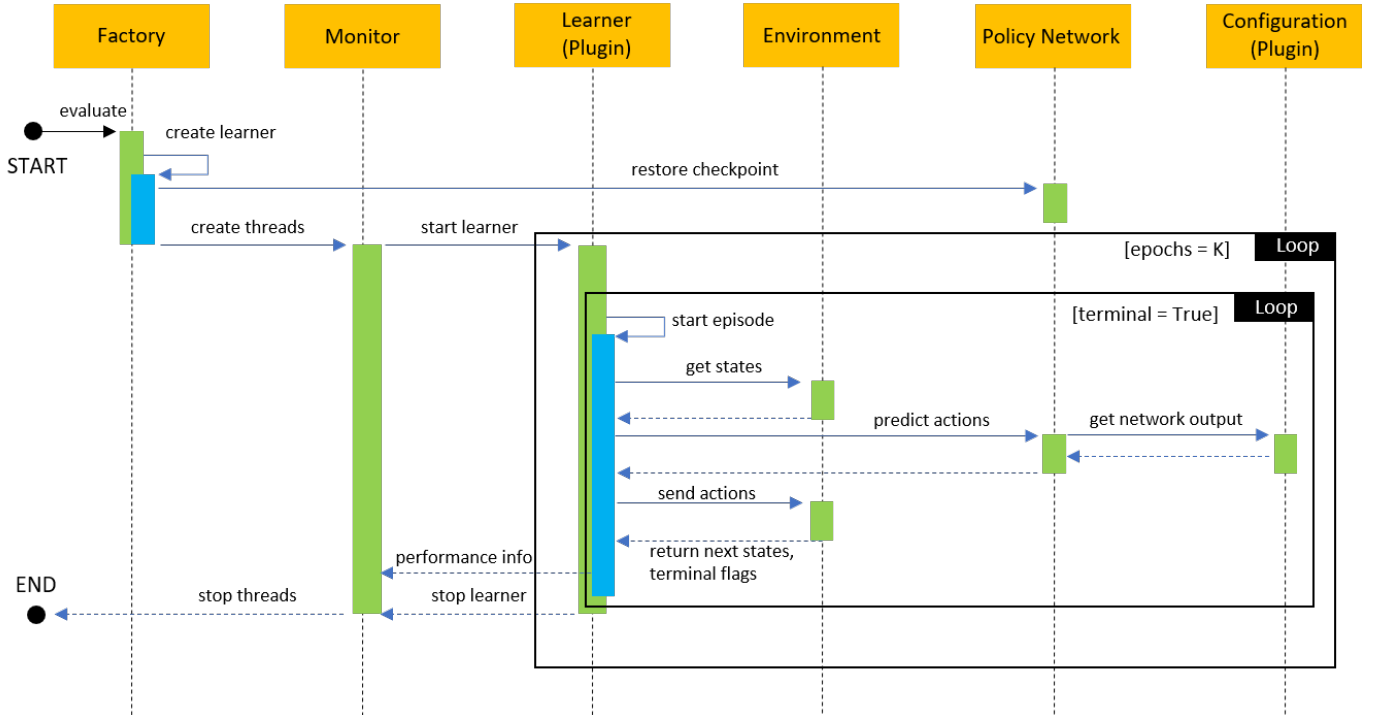 Factory
Monitor
Learner
(Plugin)
Environment
Policy Network
Configuration
(Plugin)
evaluate
create learner
START
restore checkpoint
create threads
start learner
[epochs = K]
Loop
[terminal = True]
Loop
start episode
get states
predict actions
get network output
send actions
return next states,
terminal flags
performance info
END
stop threads
stop learner